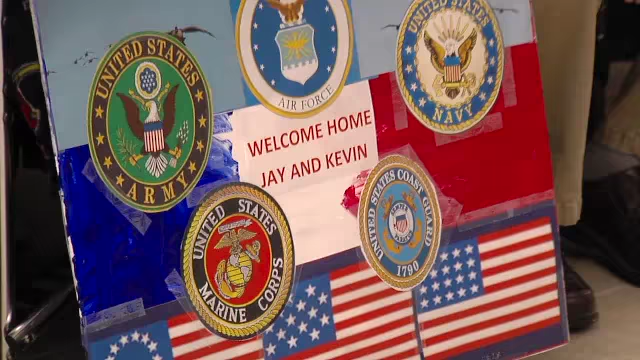 UNITED STATES
ARMY
AIR FORCE
UNITED STATES
NAVY
WELCOME HOME
JAY AND KEVIN
UNITED STATES
MARINE CORPS
UNITED STATES COAST GUARD
1790